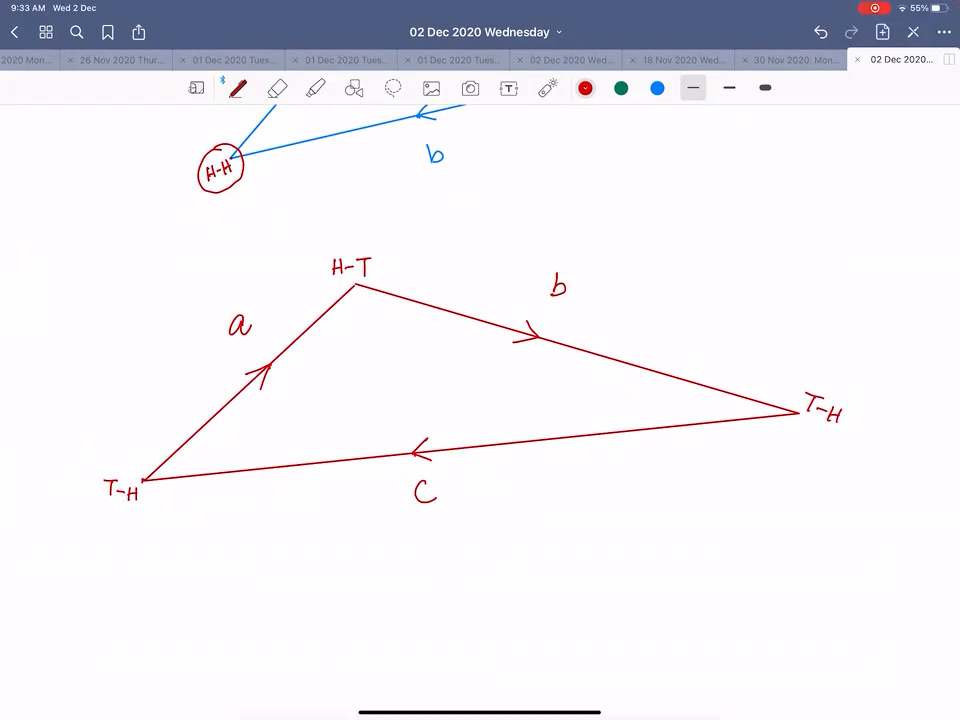 9:33 AM Wed 2 Dec
55%
02 Dec 2020 Wednesday
2020 Mon...
26 Nov 2020 Thur...
01 Dec 2020 Tues...
01 Dec 2020 Tues...
01 Dec 2020 Tues...
02 Dec 2020 Wed...
18 Nov 2020 Wed...
30 Nov 2020. Mon...
02 Dec 2020...
b
H-H
H-T
b
a
T-H
T-H
C